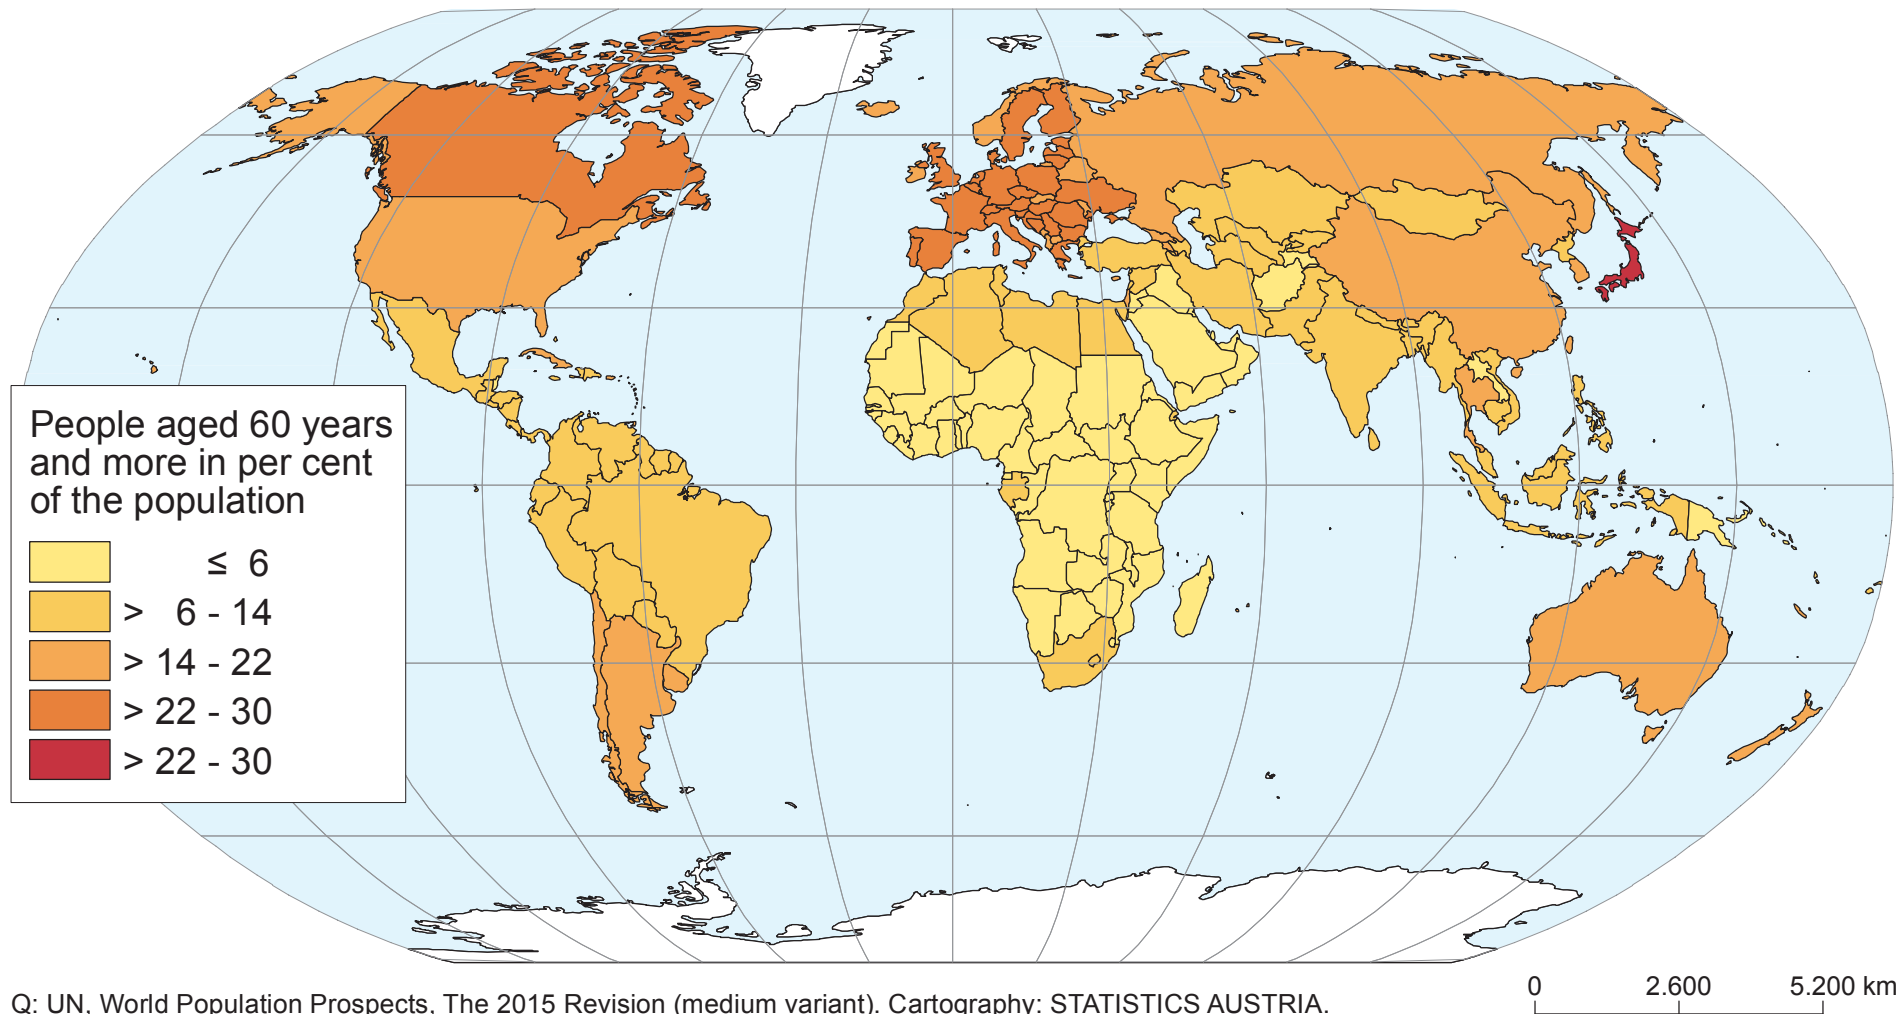 People aged 60 years
and more in per cent
of the population
≤ 6
> 6 - 14
> 14 - 22
> 22 - 30
> 22 - 30
0 2.600 5.200 km
Q: UN, World Population Prospects, The 2015 Revision (medium variant). Cartography: STATISTICS AUSTRIA.